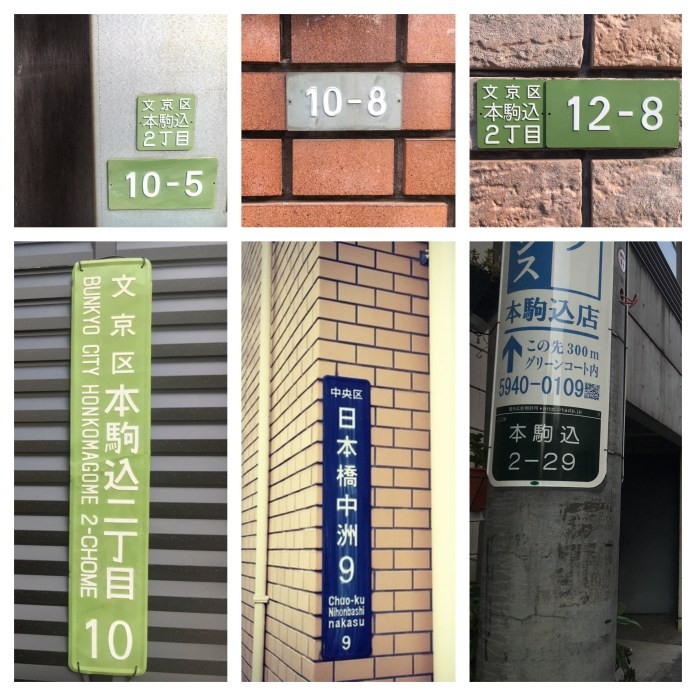 文京区
本駒込
2丁目
10-5
10-8
文京区
本駒込
2丁目
12-8
文京区本駒込二丁目 10
BUNKYO CITY HONKOMAGOME 2-CHOME
中央区
日本橋中洲
9
Chuo-ku
Nihonbashi
nakasu
9
ンス
本駒込店
この先300m
グリーンコート内
5940-0109
本駒込
2-29